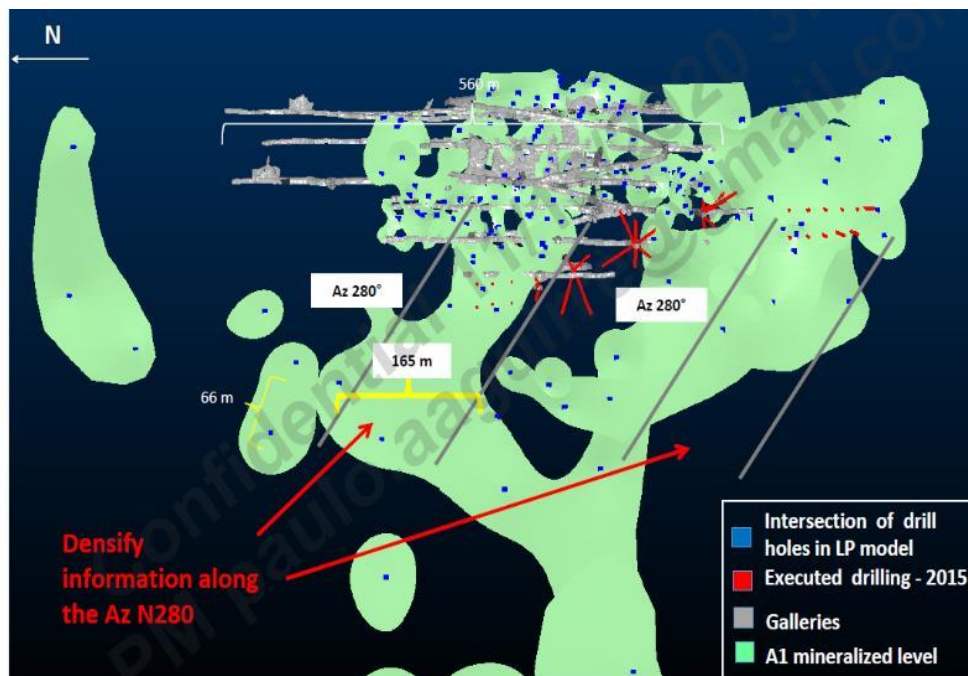 N
560 m
Az 280°
Az 280°
165 m
66 m
Densify
information along
the Az N280
Intersection of drill
holes in LP model
Executed drilling - 2015
Galleries
A1 mineralized level
Confidential